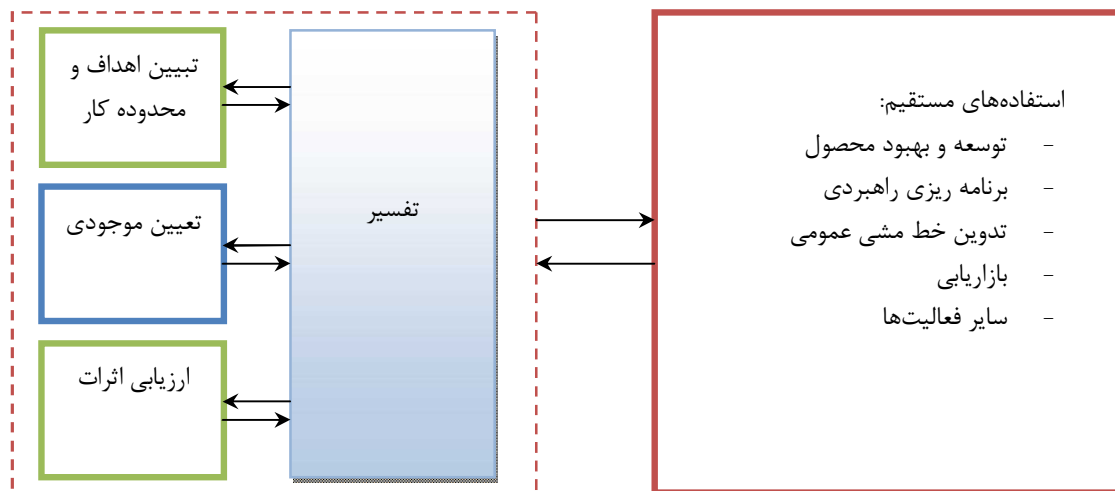 تبیین اهداف و
محدوده کار
تعیین موجودی
ارزیابی اثرات
تفسیر
استفاده‌های مستقیم:
- توسعه و بهبود محصول
- برنامه ریزی راهبردی
- تدوین خط مشی عمومی
- بازاریابی
- سایر فعالیت‌ها